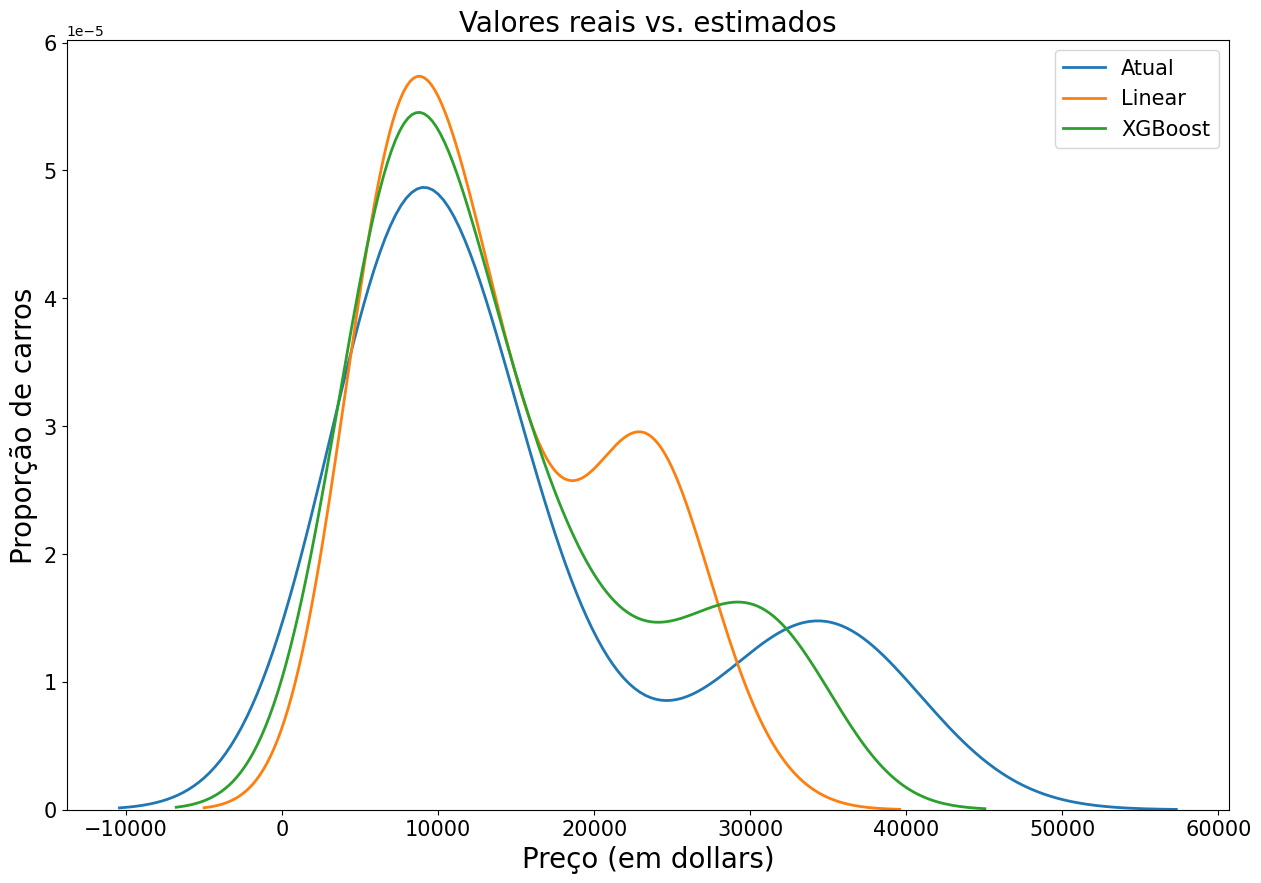 Valores reais vs. estimados
1e−5
6
5
4
3
2
1
0
Proporção de carros
Atual
Linear
XGBoost
−10000
0
10000
20000
30000
40000
50000
60000
Preço (em dollars)